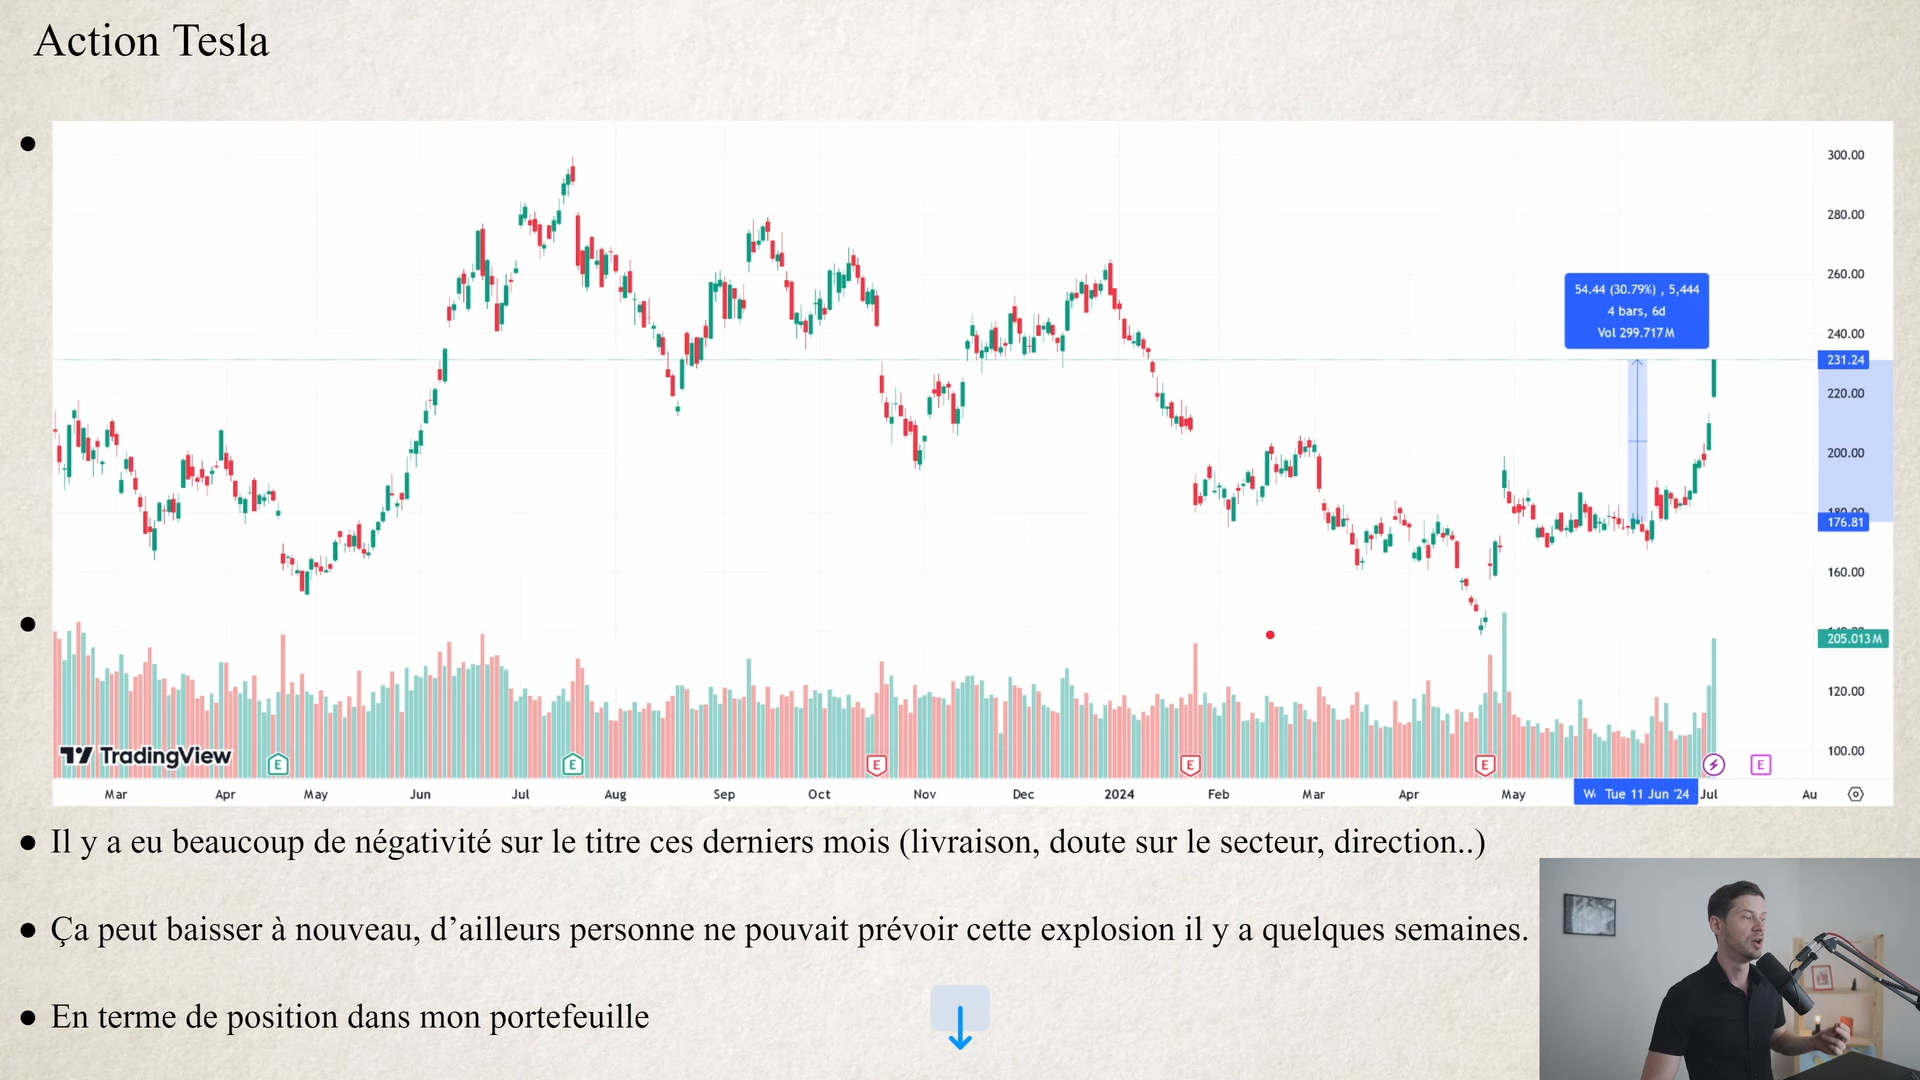 Action Tesla
300.00
280.00
260.00
54.44 (30.79%) , 5,444
4 bars, 6d
Vol 299.717 M
240.00
231.24
220.00
200.00
180.00
176.81
160.00
205.013 M
120.00
100.00
TradingView
E
E
E
E
E
E
Mar Apr May Jun Jul Aug Sep Oct Nov Dec 2024 Feb Mar Apr May Tue 11 Jun '24 Jul Au
Il y a eu beaucoup de négativité sur le titre ces derniers mois (livraison, doute sur le secteur, direction..)
Ça peut baisser à nouveau, d’ailleurs personne ne pouvait prévoir cette explosion il y a quelques semaines.
En terme de position dans mon portefeuille